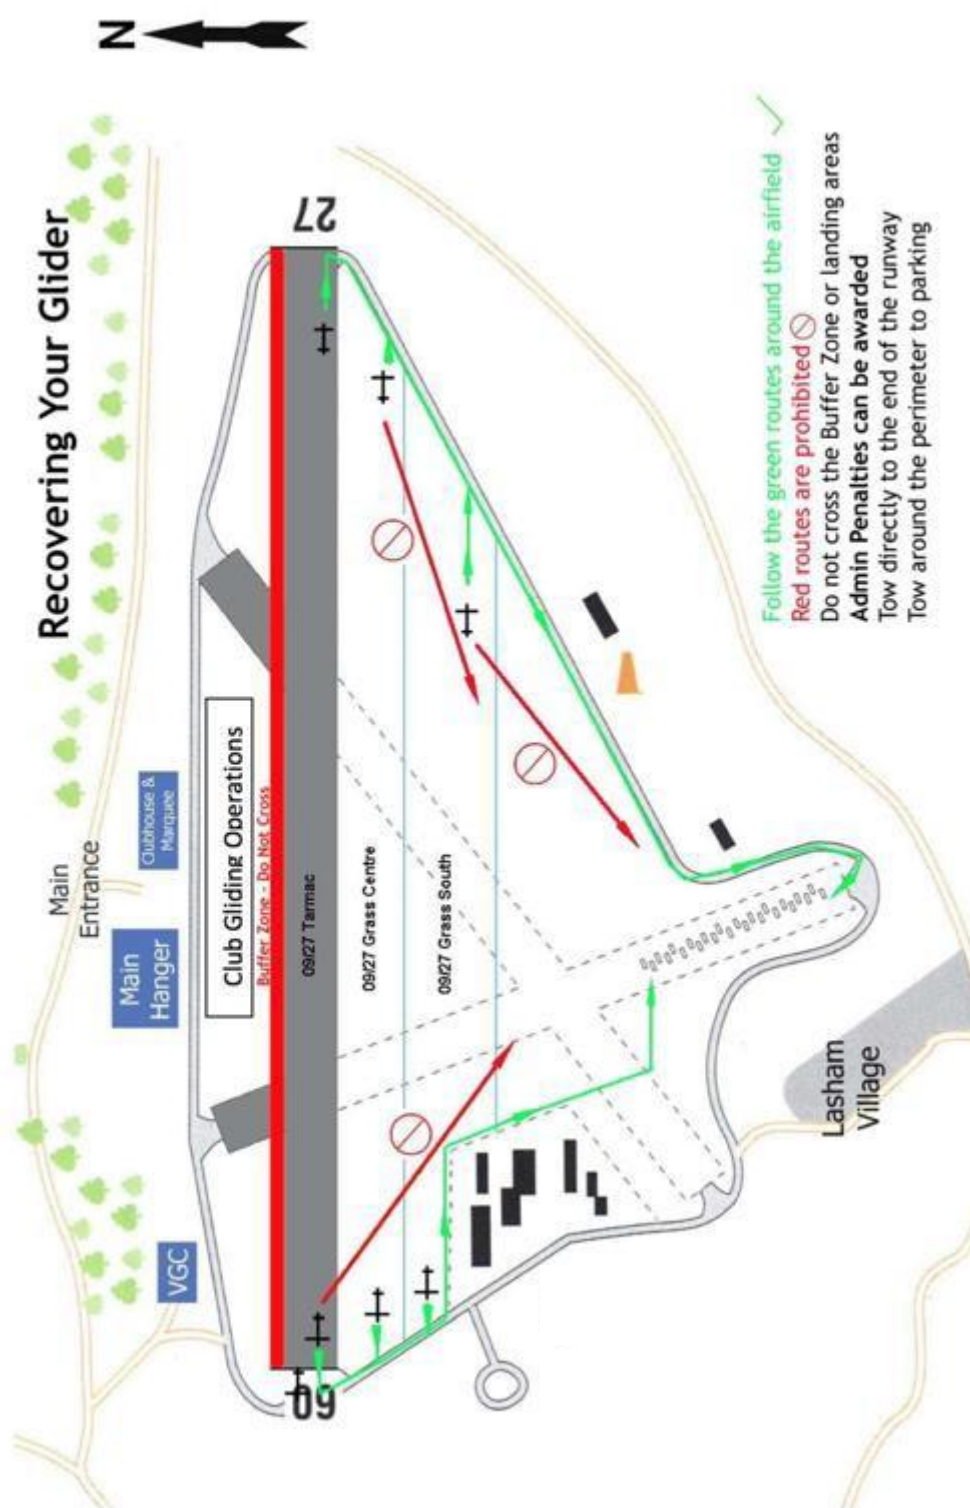 Recovering Your Glider
N
Main
Entrance
Main
Hanger
Clubhouse &
Marquee
VGC
Club Gliding Operations
Buffer Zone - Do Not Cross
09/27 Tarmac
09/27 Grass Centre
09/27 Grass South
09
27
Lasham
Village
Follow the green routes around the airfield
Red routes are prohibited
Do not cross the Buffer Zone or landing areas
Admin Penalties can be awarded
Tow directly to the end of the runway
Tow around the perimeter to parking